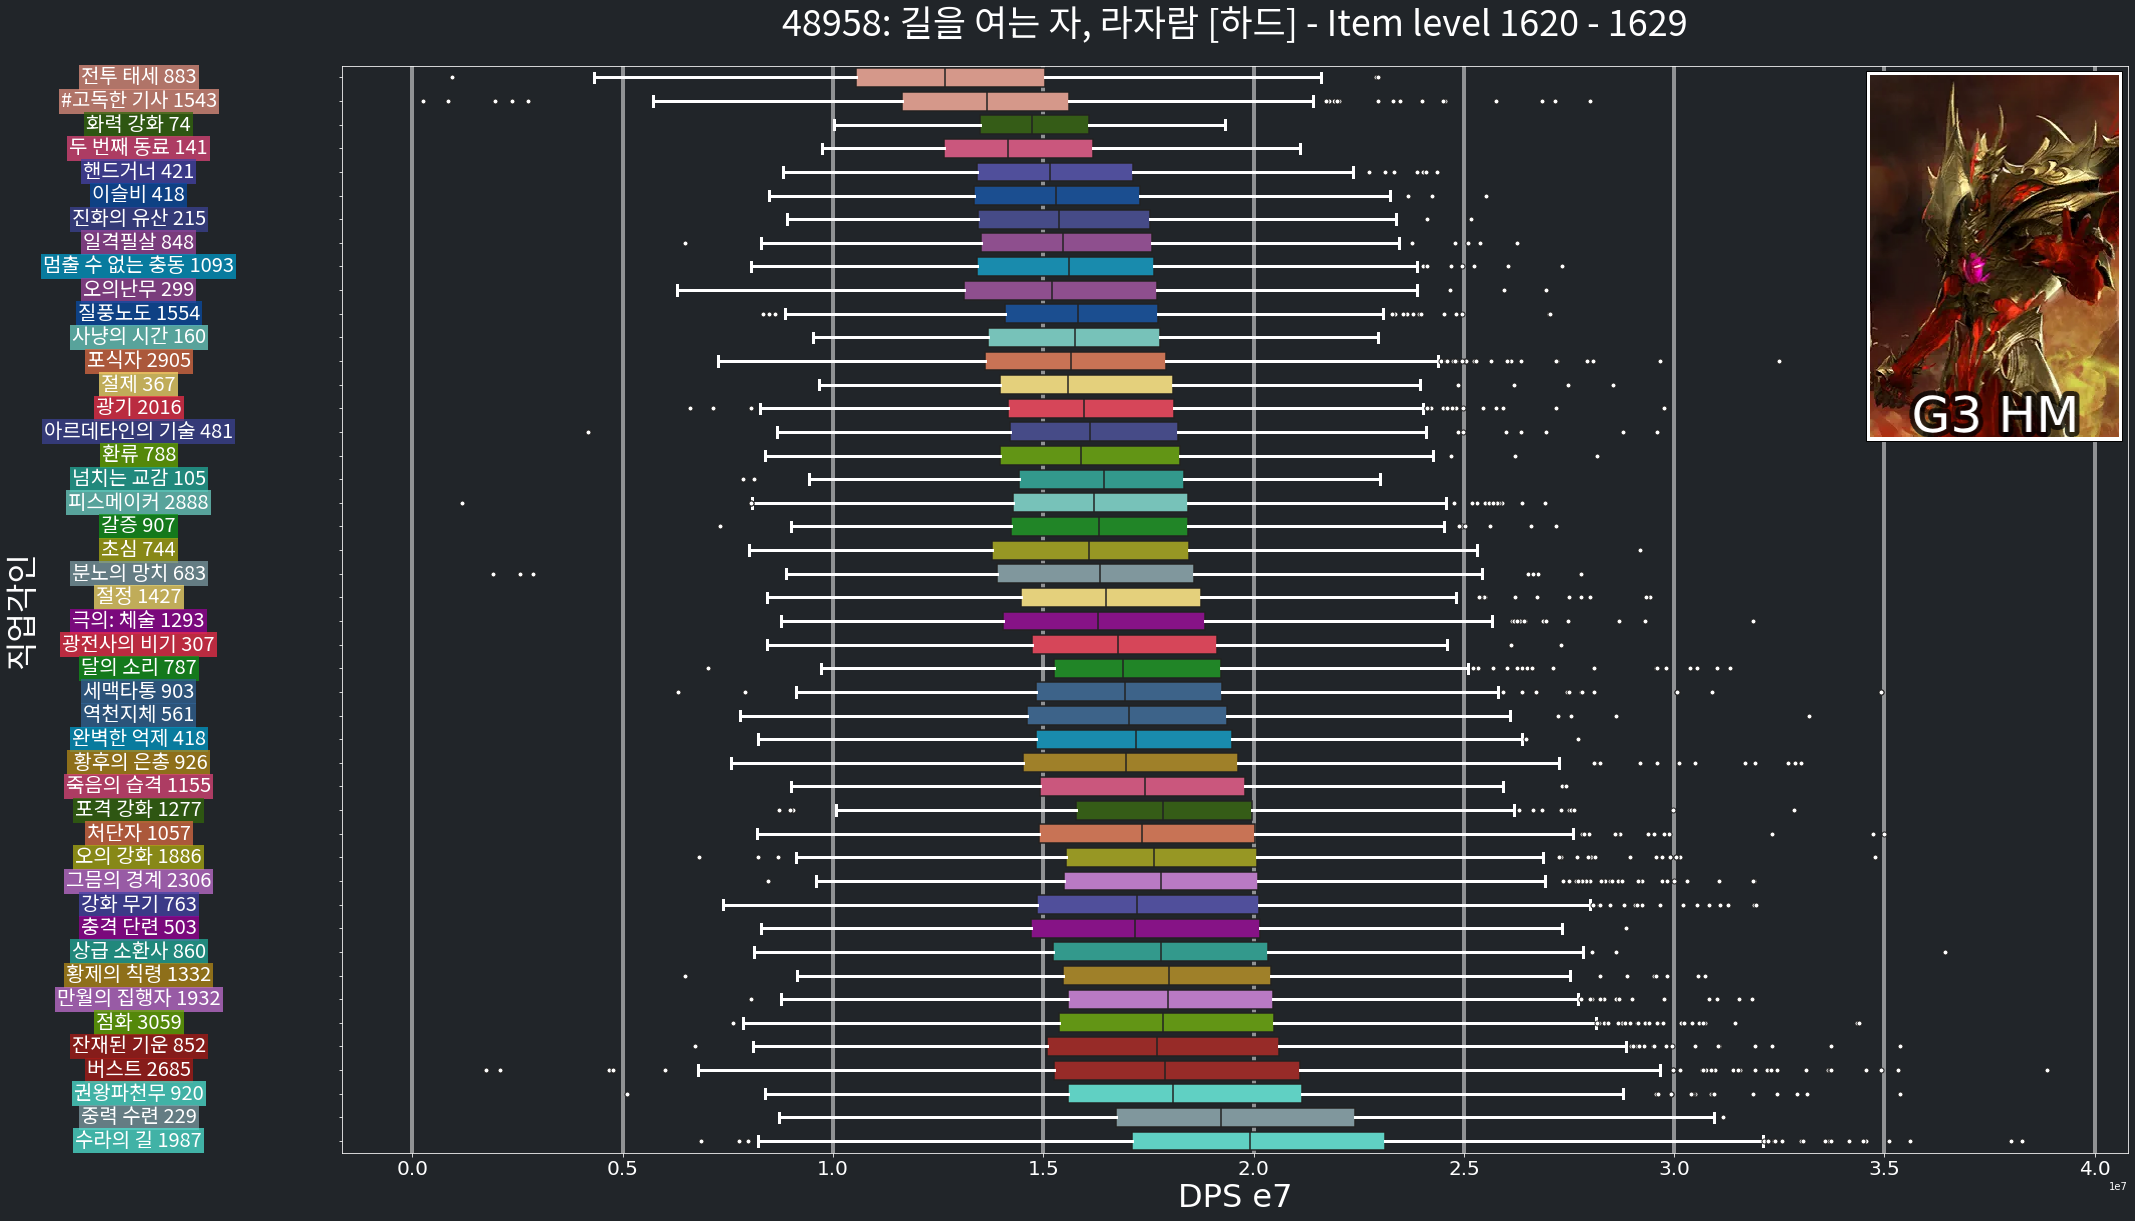 48958: 길을 여는 자, 라자람 [하드] - Item level 1620 - 1629
전투 태세 883
#고독한 기사 1543
화력 강화 74
두 번째 동료 141
핸드거너 421
이슬비 418
진화의 유산 215
일격필살 848
멈출 수 없는 충동 1093
오의난무 299
질풍노도 1554
사냥의 시간 160
포식자 2905
절제 367
광기 2016
아르데타인의 기술 481
환류 788
넘치는 교감 105
피스메이커 2888
갈증 907
초심 744
분노의 망치 683
절정 1427
극의: 체술 1293
광전사의 비기 307
달의 소리 787
세맥타통 903
역천지체 561
완벽한 억제 418
황후의 은총 926
죽음의 습격 1155
포격 강화 1277
처단자 1057
오의 강화 1886
그믐의 경계 2306
강화 무기 763
충격 단련 503
상급 소환사 860
황제의 칙령 1332
만월의 집행자 1932
점화 3059
잔재된 기운 852
버스트 2685
권왕파천무 920
중력 수련 229
수라의 길 1987
직업각인
G3 HM
0.0 0.5 1.0 1.5 2.0 2.5 3.0 3.5 4.0
1e7
DPS e7